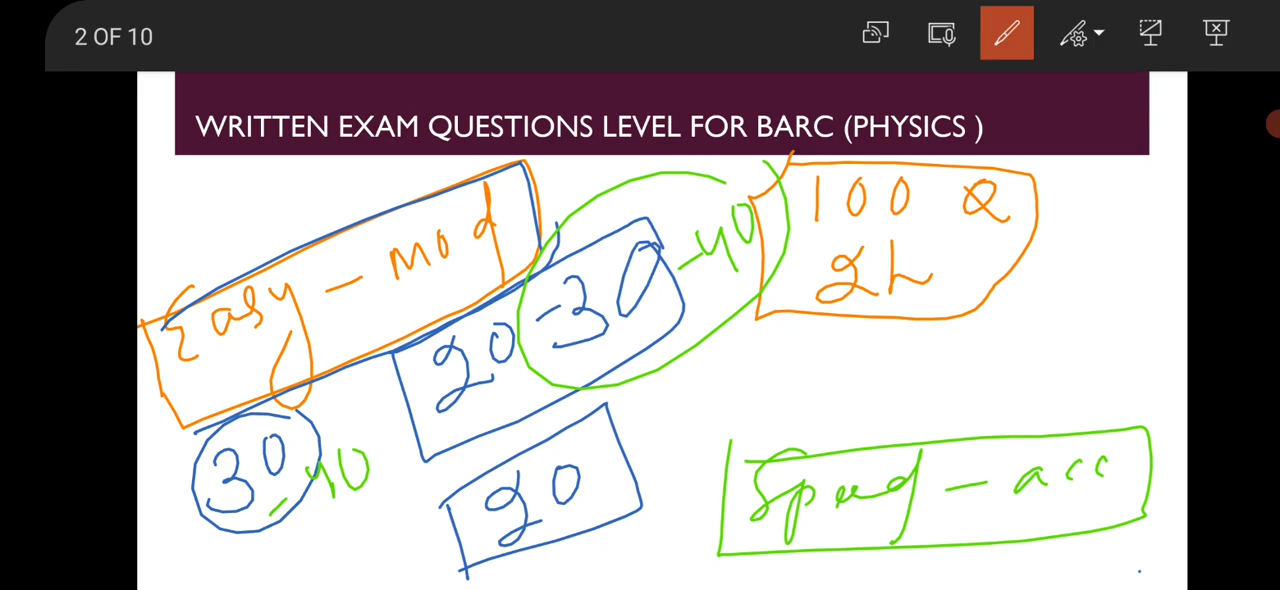 2 OF 10
WRITTEN EXAM QUESTIONS LEVEL FOR BARC (PHYSICS )
Easy - mod
20 -30 -40
100 Q
2h
30 - 40
20
Speed - acc